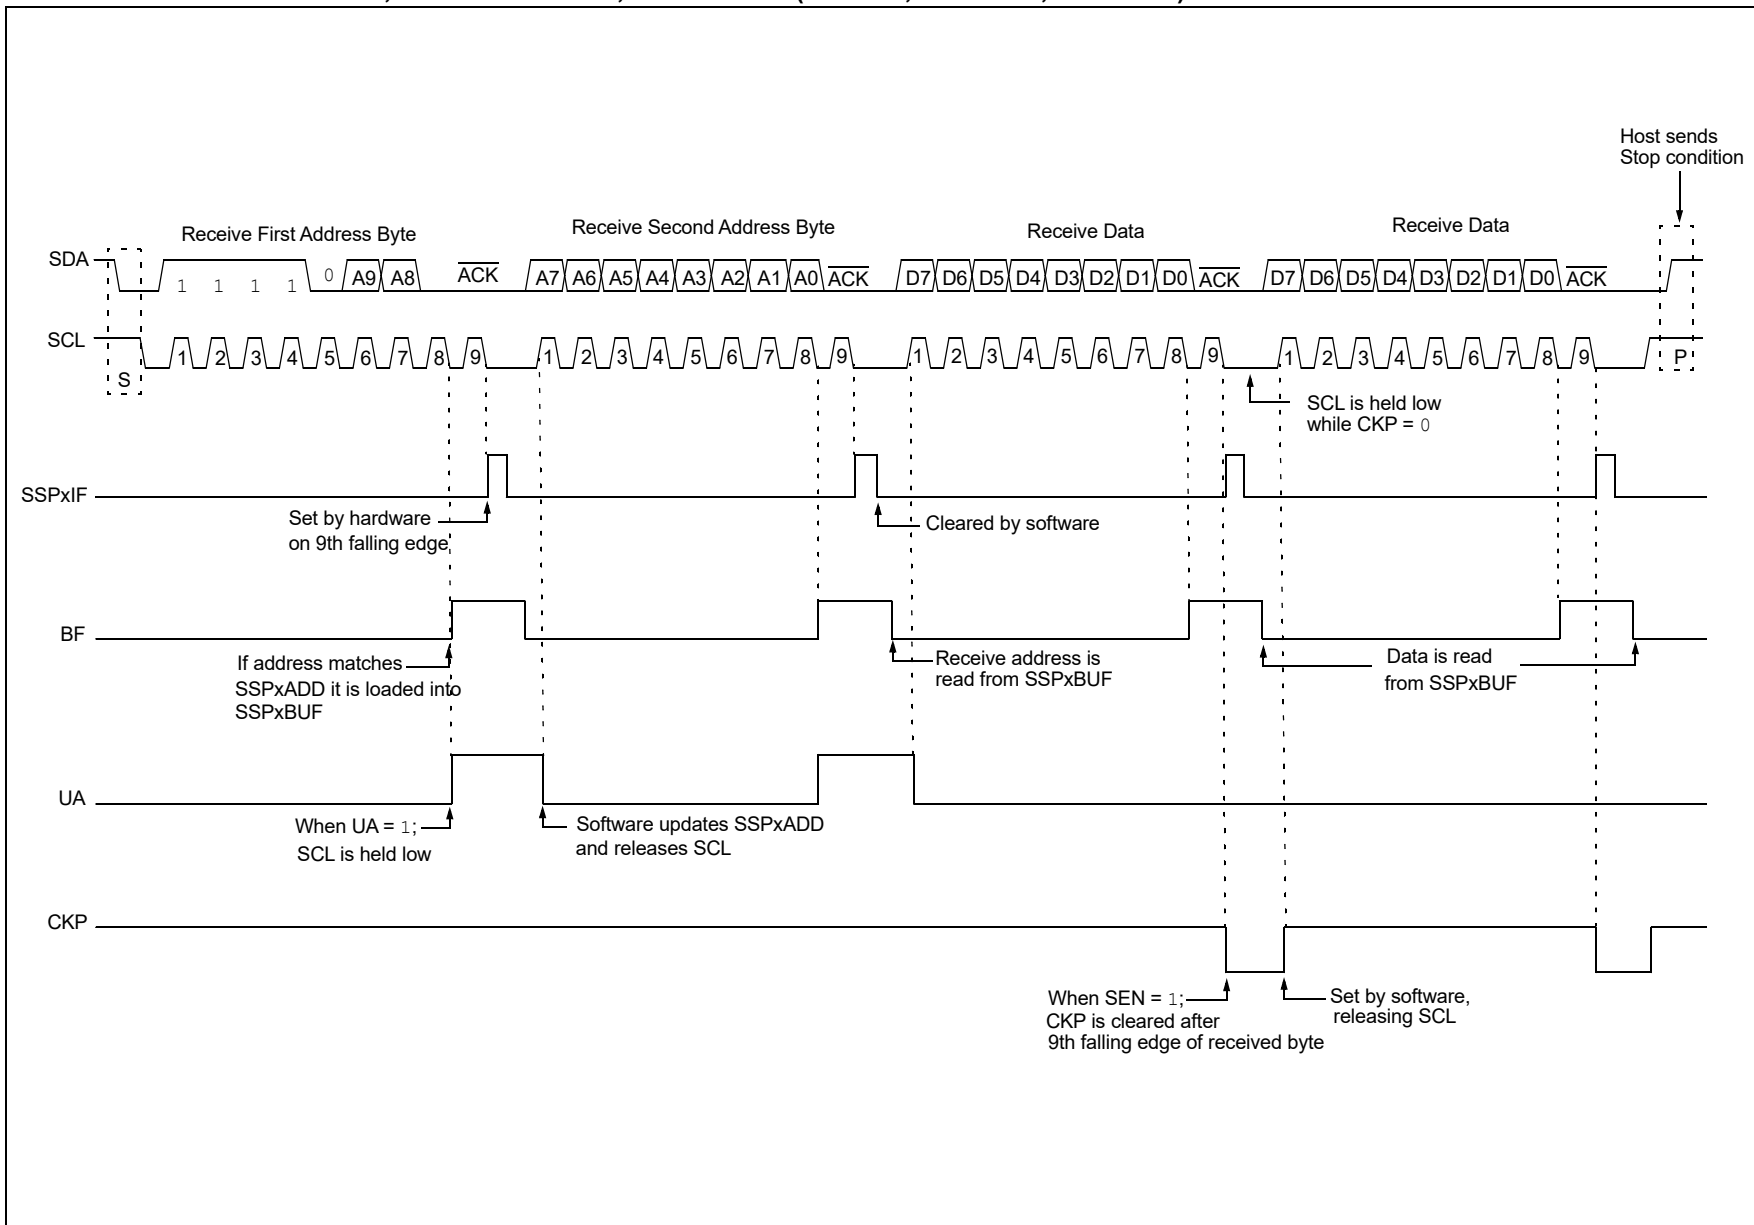 Host sends
Stop condition
Receive First Address Byte
Receive Second Address Byte
Receive Data
Receive Data
SDA
1 1 1 1 0 A9 A8 ACK A7 A6 A5 A4 A3 A2 A1 A0 ACK D7 D6 D5 D4 D3 D2 D1 D0 ACK D7 D6 D5 D4 D3 D2 D1 D0 ACK
SCL
S 1 2 3 4 5 6 7 8 9 1 2 3 4 5 6 7 8 9 1 2 3 4 5 6 7 8 9 1 2 3 4 5 6 7 8 9 P
SCL is held low
while CKP = 0
SSPxIF
Set by hardware
on 9th falling edge
Cleared by software
BF
If address matches
SSPxADD it is loaded into
SSPxBUF
Receive address is
read from SSPxBUF
Data is read
from SSPxBUF
UA
When UA = 1;
SCL is held low
Software updates SSPxADD
and releases SCL
CKP
When SEN = 1;
CKP is cleared after
9th falling edge of received byte
Set by software,
releasing SCL